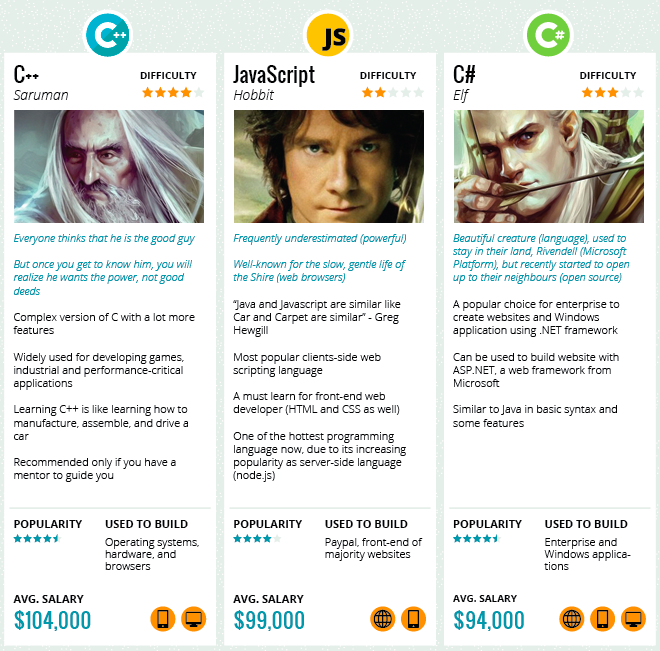 C++
JS
C#
C++
Saruman
DIFFICULTY
Everyone thinks that he is the good guy
But once you get to know him, you will
realize he wants the power, not good
deeds
Complex version of C with a lot more
features
Widely used for developing games,
industrial and performance-critical
applications
Learning C++ is like learning how to
manufacture, assemble, and drive a
car
Recommended only if you have a
mentor to guide you
POPULARITY
USED TO BUILD
Operating systems,
hardware, and
browsers
AVG. SALARY
$104,000
JavaScript
Hobbit
DIFFICULTY
Frequently underestimated (powerful)
Well-known for the slow, gentle life of
the Shire (web browsers)
“Java and Javascript are similar like
Car and Carpet are similar” - Greg
Hewgill
Most popular clients-side web
scripting language
A must learn for front-end web
developer (HTML and CSS as well)
One of the hottest programming
language now, due to its increasing
popularity as server-side language
(node.js)
POPULARITY
USED TO BUILD
Paypal, front-end of
majority websites
AVG. SALARY
$99,000
C#
Elf
DIFFICULTY
Beautiful creature (language), used to
stay in their land, Rivendell (Microsoft
Platform), but recently started to open
up to their neighbours (open source)
A popular choice for enterprise to
create websites and Windows
application using .NET framework
Can be used to build website with
ASP.NET, a web framework from
Microsoft
Similar to Java in basic syntax and
some features
POPULARITY
USED TO BUILD
Enterprise and
Windows applica-
tions
AVG. SALARY
$94,000